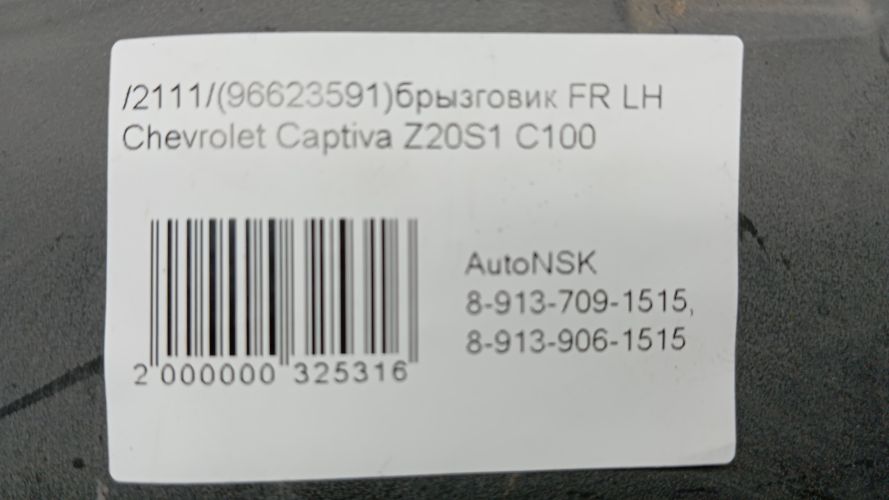 /2111/(96623591)брызговик FR LH
Chevrolet Captiva Z20S1 C100
AutoNSK
8-913-709-1515,
8-913-906-1515
2 000000 325316